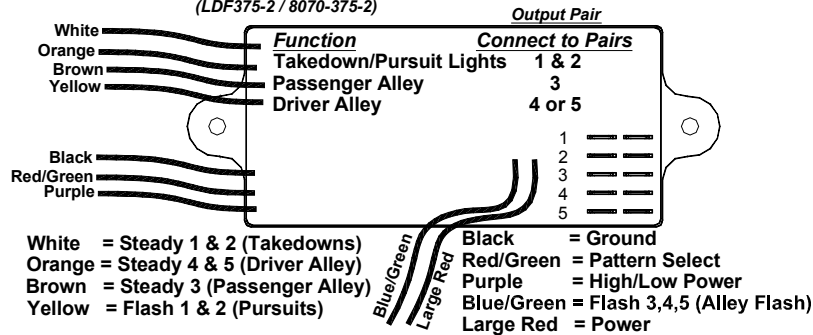 (LDF375-2 / 8070-375-2)
Output Pair
Function Connect to Pairs
Takedown/Pursuit Lights 1 & 2
Passenger Alley 3
Driver Alley 4 or 5
White
Orange
Brown
Yellow
1
2
3
4
5
Black
Red/Green
Purple
Blue/Green
Large Red
White = Steady 1 & 2 (Takedowns)
Orange = Steady 4 & 5 (Driver Alley)
Brown = Steady 3 (Passenger Alley)
Yellow = Flash 1 & 2 (Pursuits)
Black = Ground
Red/Green = Pattern Select
Purple = High/Low Power
Blue/Green = Flash 3,4,5 (Alley Flash)
Large Red = Power